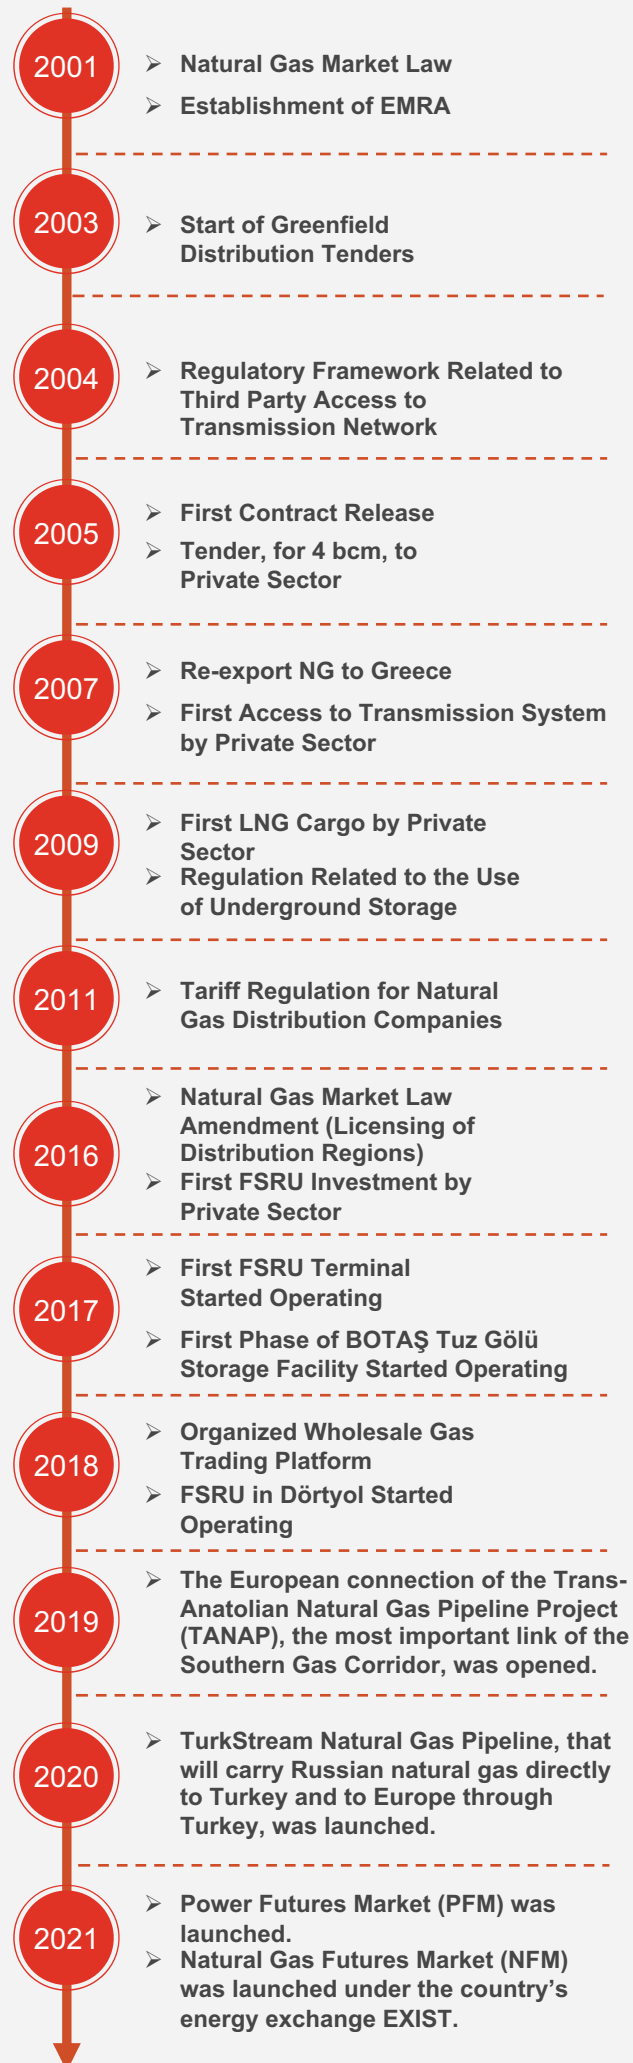 2001
➢ Natural Gas Market Law
➢ Establishment of EMRA
2003
➢ Start of Greenfield
Distribution Tenders
2004
➢ Regulatory Framework Related to
Third Party Access to
Transmission Network
2005
➢ First Contract Release
➢ Tender, for 4 bcm, to
Private Sector
2007
➢ Re-export NG to Greece
➢ First Access to Transmission System
by Private Sector
2009
➢ First LNG Cargo by Private
Sector
➢ Regulation Related to the Use
of Underground Storage
2011
➢ Tariff Regulation for Natural
Gas Distribution Companies
2016
➢ Natural Gas Market Law
Amendment (Licensing of
Distribution Regions)
➢ First FSRU Investment by
Private Sector
2017
➢ First FSRU Terminal
Started Operating
➢ First Phase of BOTAŞ Tuz Gölü
Storage Facility Started Operating
2018
➢ Organized Wholesale Gas
Trading Platform
➢ FSRU in Dörtyol Started
Operating
2019
➢ The European connection of the Trans-
Anatolian Natural Gas Pipeline Project
(TANAP), the most important link of the
Southern Gas Corridor, was opened.
2020
➢ TurkStream Natural Gas Pipeline, that
will carry Russian natural gas directly
to Turkey and to Europe through
Turkey, was launched.
2021
➢ Power Futures Market (PFM) was
launched.
➢ Natural Gas Futures Market (NFM)
was launched under the country's
energy exchange EXIST.